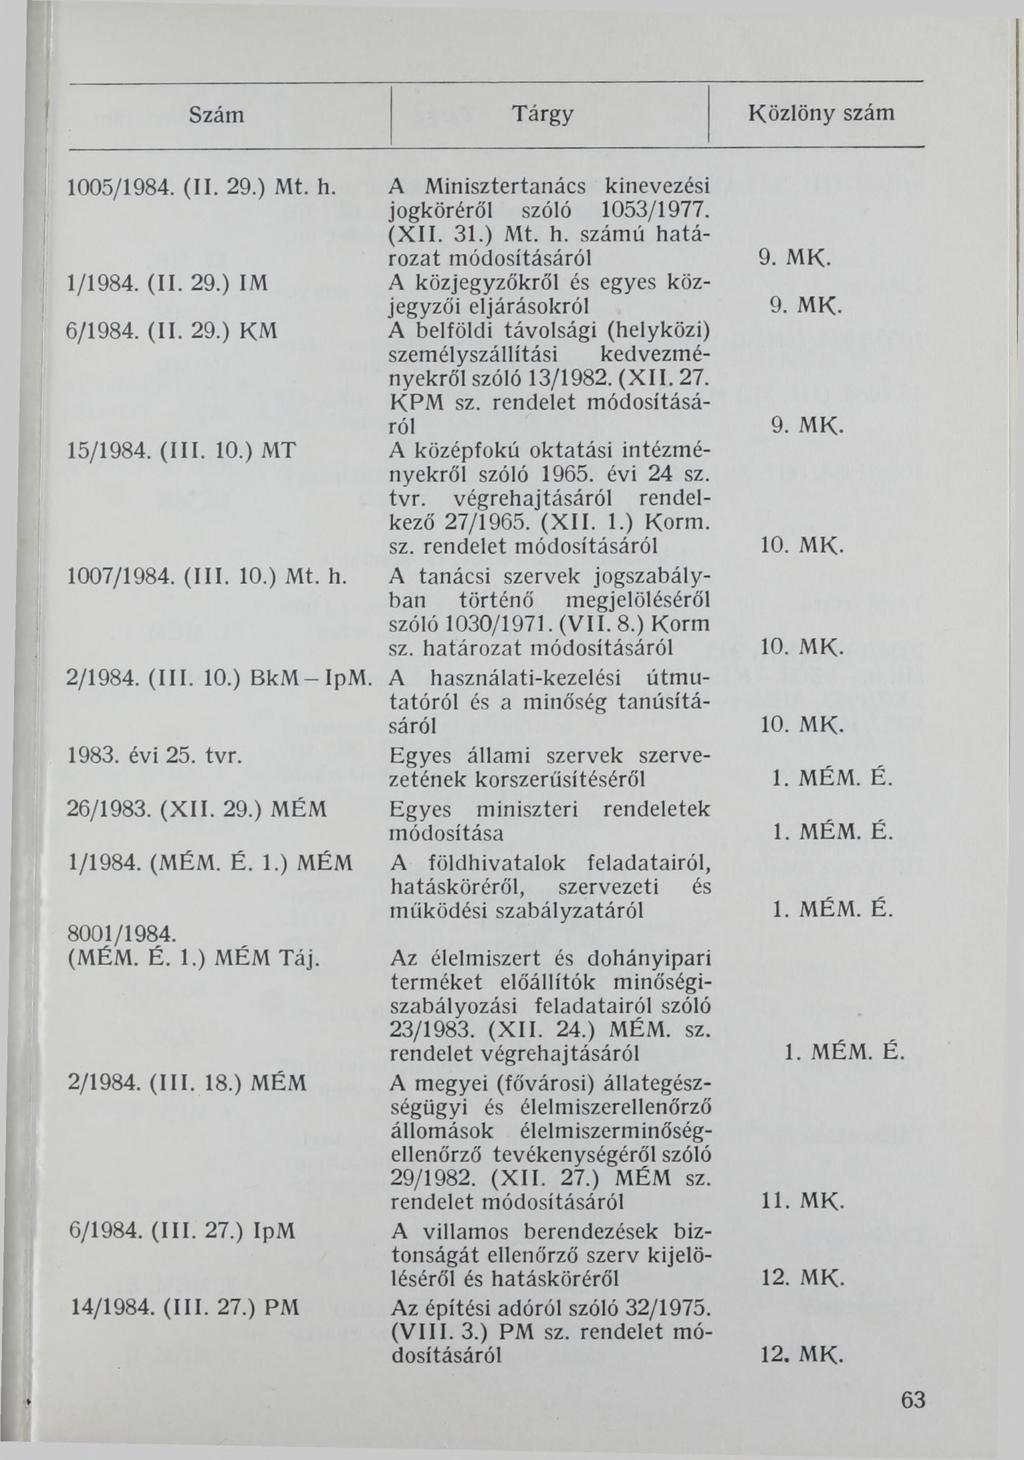 Szám Tárgy Közlöny szám
1005/1984. (II. 29.) Mt. h. A Minisztertanács kinevezési
jogköréről szóló 1053/1977.
(XII. 31.) Mt. h. számú hatá-
rozat módosításáról 9. MK.
1/1984. (II. 29.) IM A közjegyzőkről és egyes köz-
jegyzői eljárásokról 9. MK.
6/1984. (II. 29.) KM A belföldi távolsági (helyközi)
személyszállítási kedvezmé-
nyekről szóló 13/1982. (XII. 27.
KPM sz. rendelet módosításá-
ról 9. MK.
15/1984. (III. 10.) MT A középfokú oktatási intézmé-
nyekről szóló 1965. évi 24 sz.
tvr. végrehajtásáról rendel-
kező 27/1965. (XII. 1.) Korm.
sz. rendelet módosításáról 10. MK.
1007/1984. (III. 10.) Mt. h. A tanácsi szervek jogszabály-
ban történő megjelöléséről
szóló 1030/1971. (VII. 8.) Korm
sz. határozat módosításáról 10. MK.
2/1984. (III. 10.) BkM – IpM. A használati-kezelési útmu-
tatóról és a minőség tanúsítá-
sáról 10. MK.
1983. évi 25. tvr. Egyes állami szervek szerve-
zetének korszerűsítéséről 1. MÉM. É.
26/1983. (XII. 29.) MÉM Egyes miniszteri rendeletek
módosítása 1. MÉM. É.
1/1984. (MÉM. É. 1.) MÉM A földhivatalok feladatairól,
hatásköréről, szervezeti és
működési szabályzatáról 1. MÉM. É.
8001/1984.
(MÉM. É. 1.) MÉM Táj. Az élelmiszert és dohányipari
terméket előállítók minőségi-
szabályozási feladatairól szóló
23/1983. (XII. 24.) MÉM. sz.
rendelet végrehajtásáról 1. MÉM. É.
2/1984. (III. 18.) MÉM A megyei (fővárosi) állategész-
ségügyi és élelmiszerellenőrző
állomások élelmiszerminőség-
ellenőrző tevékenységéről szóló
29/1982. (XII. 27.) MÉM sz.
rendelet módosításáról 11. MK.
6/1984. (III. 27.) IpM A villamos berendezések biz-
tonságát ellenőrző szerv kijelö-
léséről és hatásköréről 12. MK.
14/1984. (III. 27.) PM Az építési adóról szóló 32/1975.
(VIII. 3.) PM sz. rendelet mó-
dosításáról 12. MK.
63